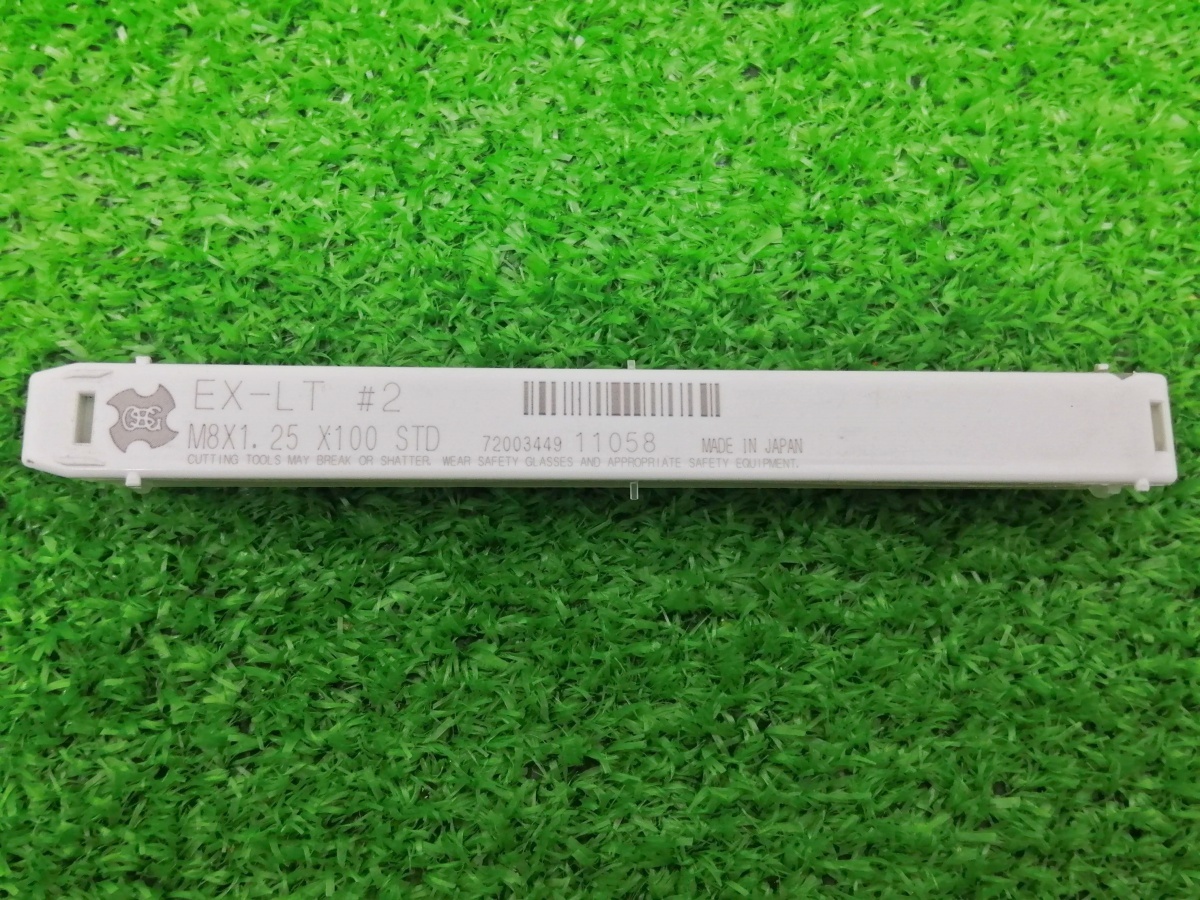 OSG
EX-LT #2
M8X1.25 X100 STD 72003449 11058 MADE IN JAPAN
CUTTING TOOLS MAY BREAK OR SHATTER. WEAR SAFETY GLASSES AND APPROPRIATE SAFETY EQUIPMENT.